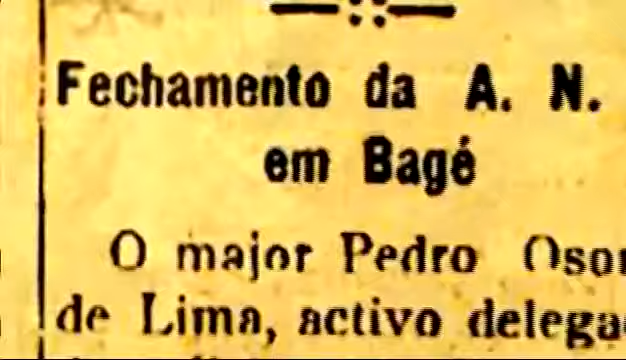 Fechamento da A. N.
em Bagé
O major Pedro
de Lima, activo